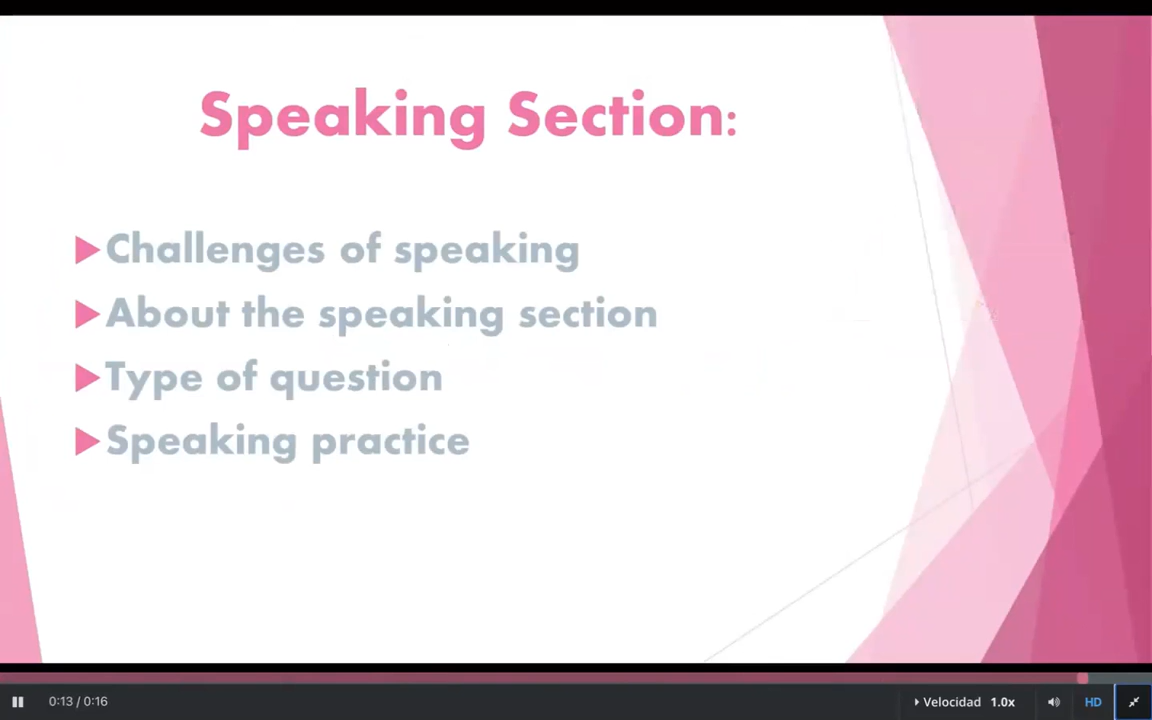 Speaking Section:
Challenges of speaking
About the speaking section
Type of question
Speaking practice
0:13 / 0:16
Velocidad 1.0x
HD